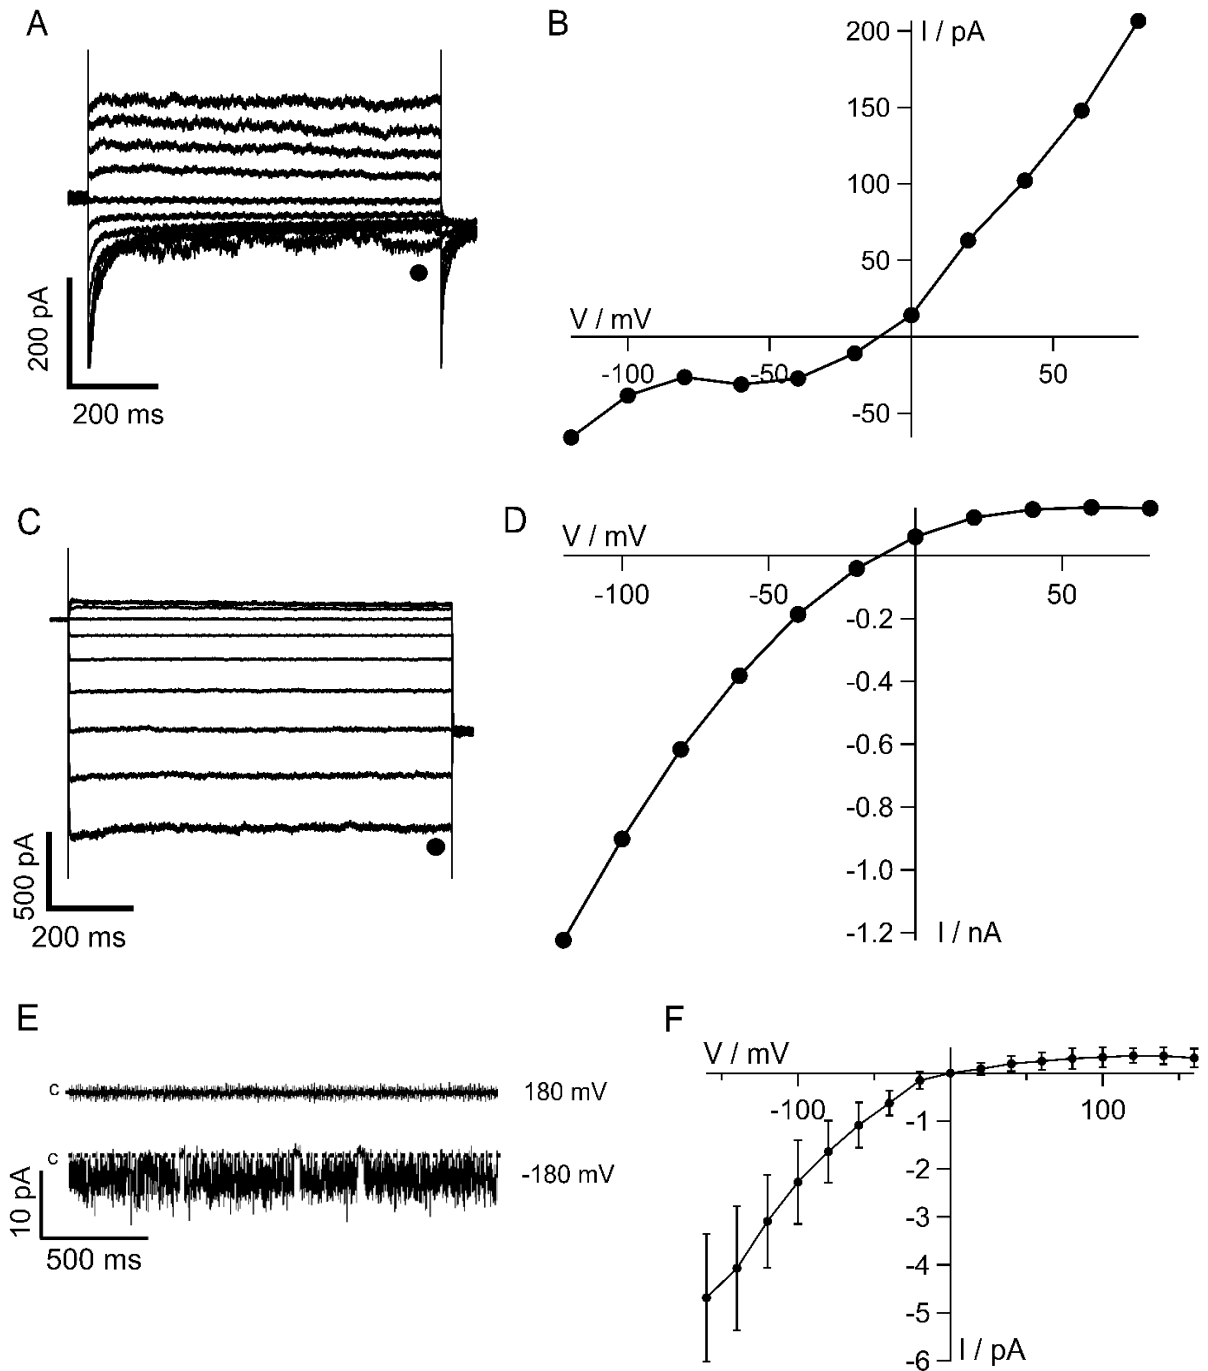 A
200 pA
200 ms
B
I / pA
200
150
100
50
V / mV
-100
-50
50
-50
C
500 pA
200 ms
D
V / mV
-100
-50
50
-0.2
-0.4
-0.6
-0.8
-1.0
-1.2
I / nA
E
c
180 mV
c
-180 mV
10 pA
500 ms
F
V / mV
-100
100
-1
-2
-3
-4
-5
-6
I / pA